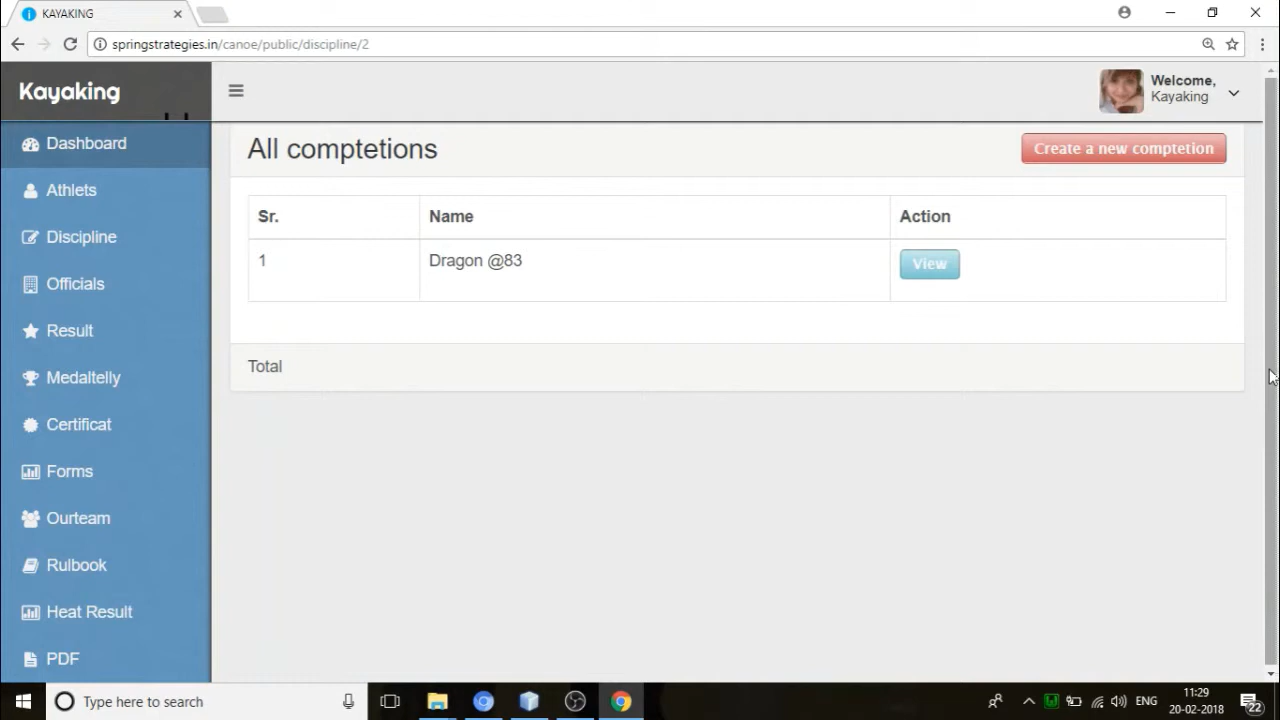 KAYAKING
springstrategies.in/canoe/public/discipline/2
Kayaking
Welcome,
Kayaking
Dashboard
Athlets
Discipline
Officials
Result
Medaltelly
Certificat
Forms
Ourteam
Rulbook
Heat Result
PDF
All comptetions
Create a new comptetion
Sr. Name Action
1 Dragon @83 View
Total
Type here to search
ENG
11:29
20-02-2018
22